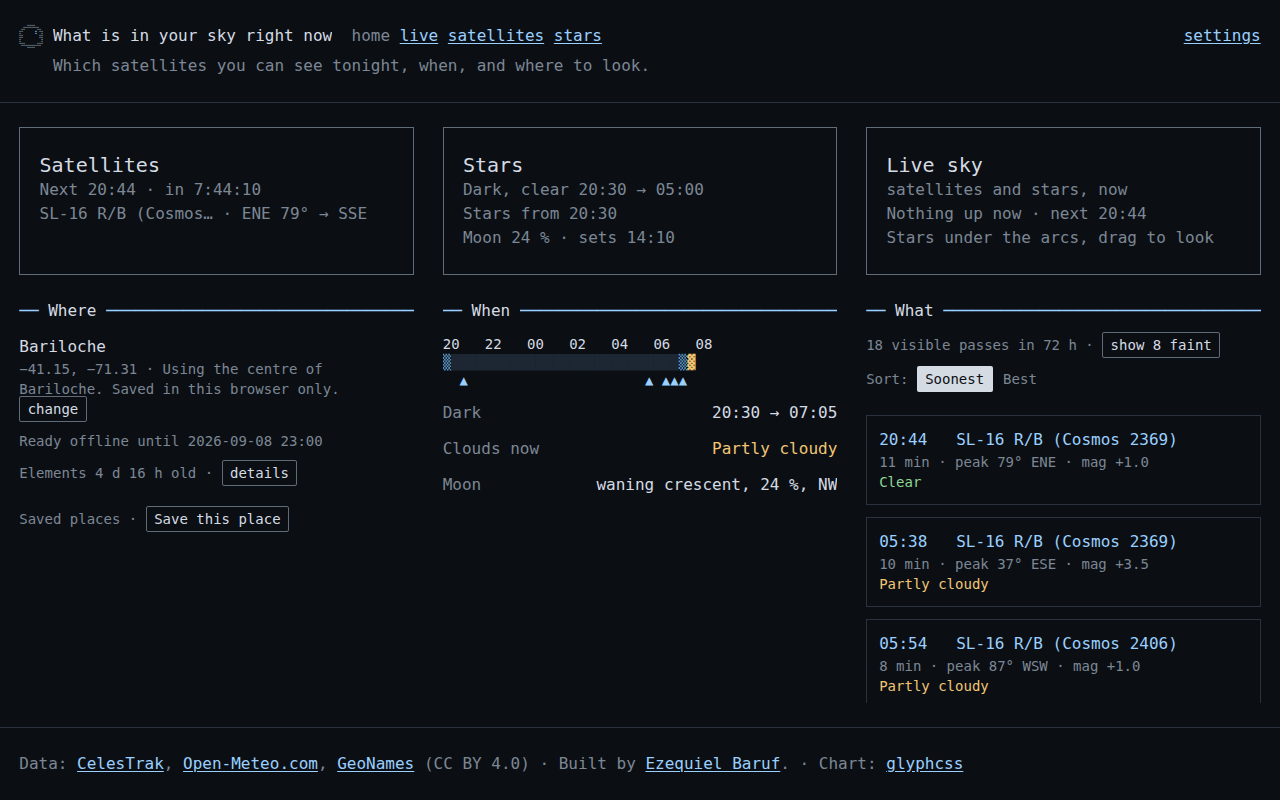 What is in your sky right now home live satellites stars settings
Which satellites you can see tonight, when, and where to look.
Satellites
Next 20:44 · in 7:44:10
SL-16 R/B (Cosmos… · ENE 79° → SSE
Stars
Dark, clear 20:30 → 05:00
Stars from 20:30
Moon 24 % · sets 14:10
Live sky
satellites and stars, now
Nothing up now · next 20:44
Stars under the arcs, drag to look
Where
Bariloche
−41.15, −71.31 · Using the centre of
Bariloche. Saved in this browser only.
change
Ready offline until 2026-09-08 23:00
Elements 4 d 16 h old · details
Saved places · Save this place
When
20 22 00 02 04 06 08
Dark 20:30 → 07:05
Clouds now Partly cloudy
Moon waning crescent, 24 %, NW
What
18 visible passes in 72 h · show 8 faint
Sort: Soonest Best
20:44 SL-16 R/B (Cosmos 2369)
11 min · peak 79° ENE · mag +1.0
Clear
05:38 SL-16 R/B (Cosmos 2369)
10 min · peak 37° ESE · mag +3.5
Partly cloudy
05:54 SL-16 R/B (Cosmos 2406)
8 min · peak 87° WSW · mag +1.0
Partly cloudy
Data: CelesTrak, Open-Meteo.com, GeoNames (CC BY 4.0) · Built by Ezequiel Baruf. · Chart: glyphcss